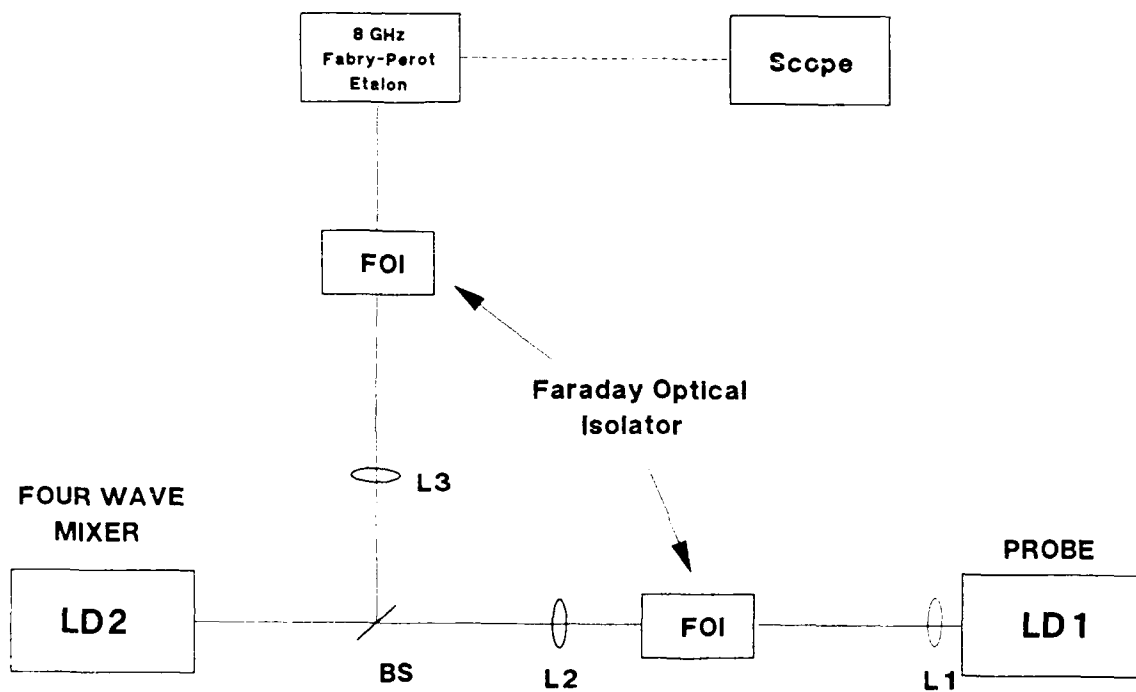 8 GHz
Fabry-Perot
Etalon
Scope
FOI
Faraday Optical
Isolator
L3
FOUR WAVE
MIXER
PROBE
LD2
FOI
LD1
BS
L2
L1